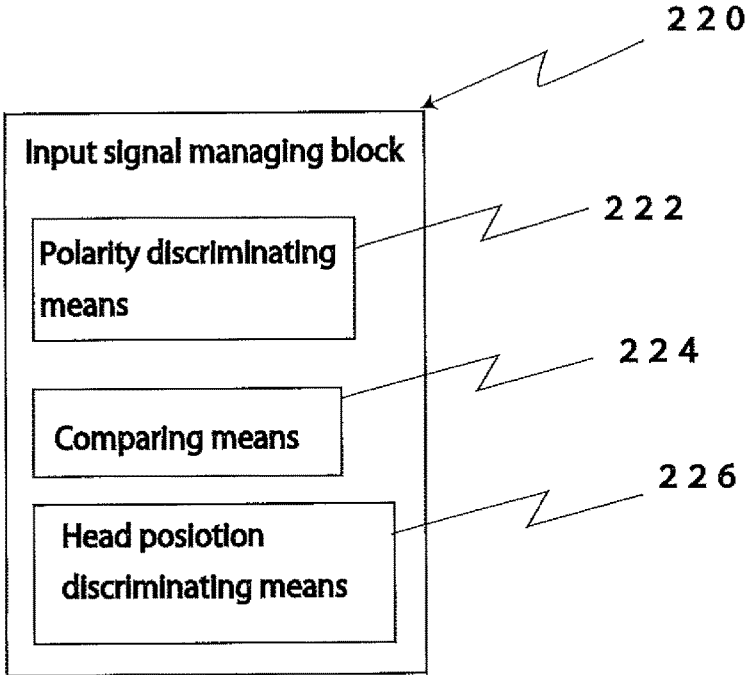 2 2 0
Input signal managing block
2 2 2
Polarity discriminating
means
2 2 4
Comparing means
2 2 6
Head posiotion
discriminating means